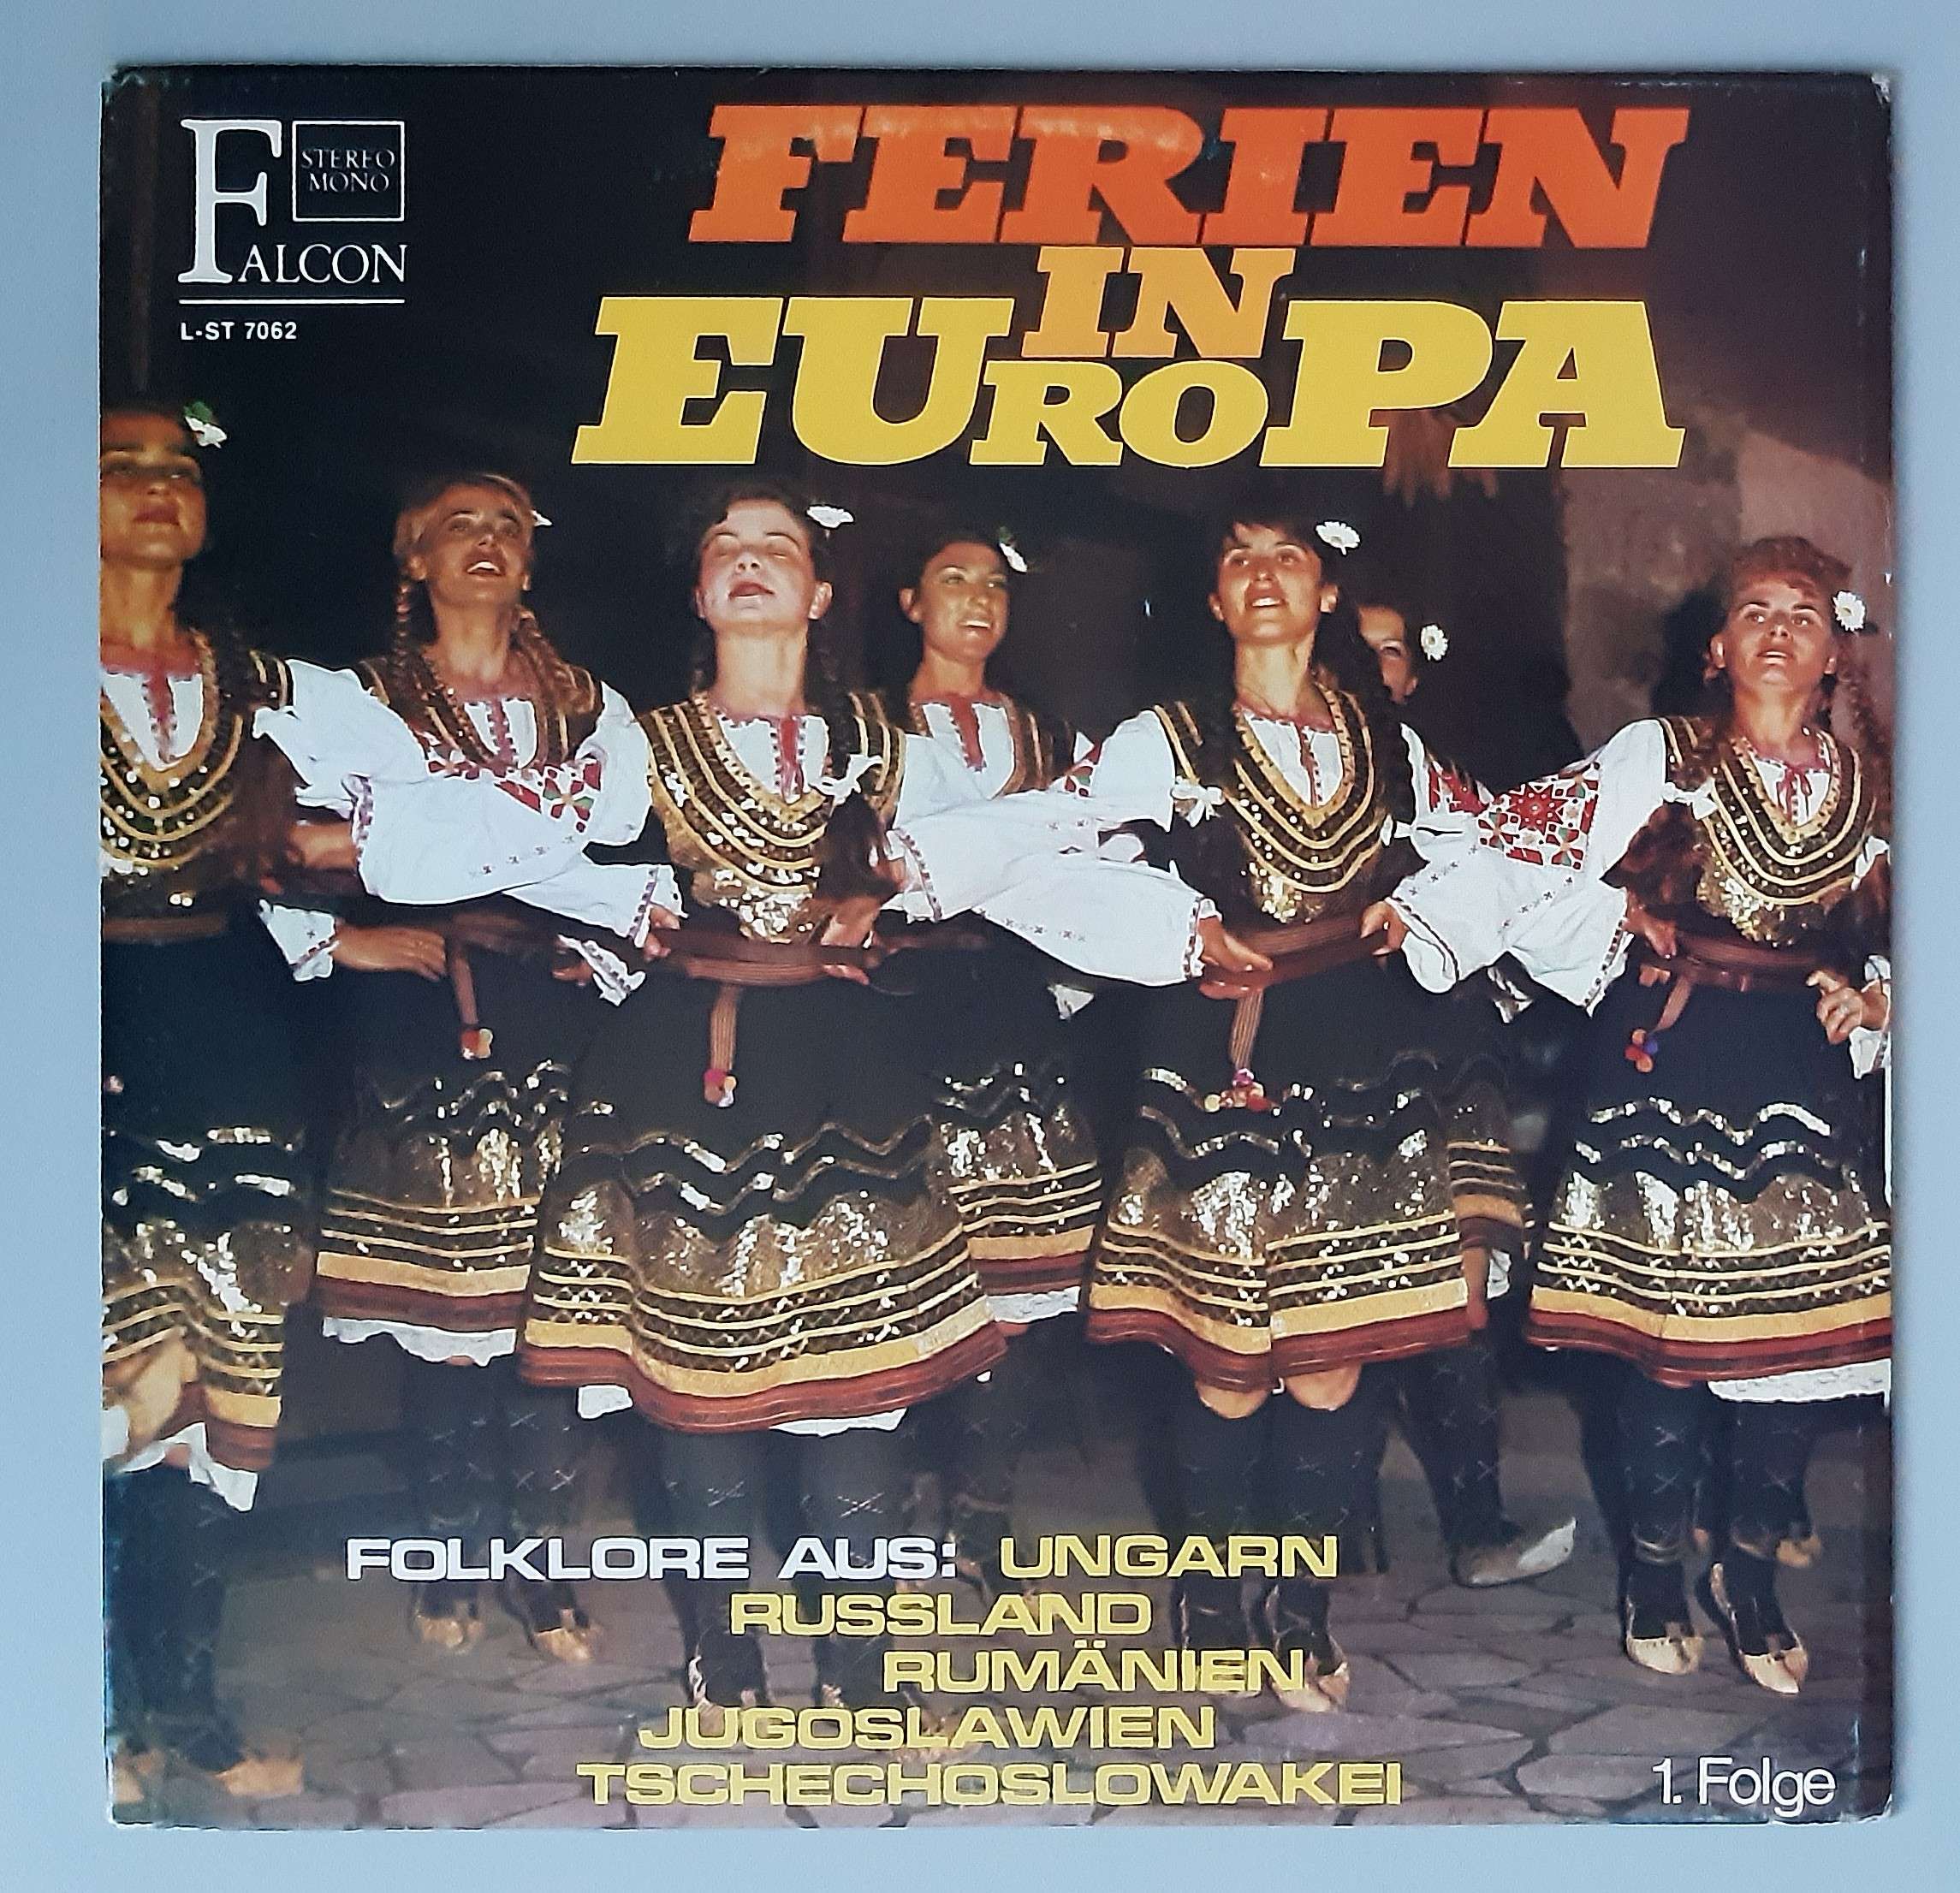 FALCON
STEREO
MONO
L-ST 7062
FERIEN
IN
EUROPA
FOLKLORE AUS: UNGARN
RUSSLAND
RUMÄNIEN
JUGOSLAWIEN
TSCHECHOSLOWAKEI
1. Folge